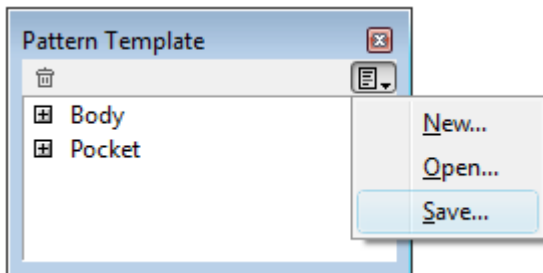 Pattern Template
Body
Pocket
New...
Open...
Save...